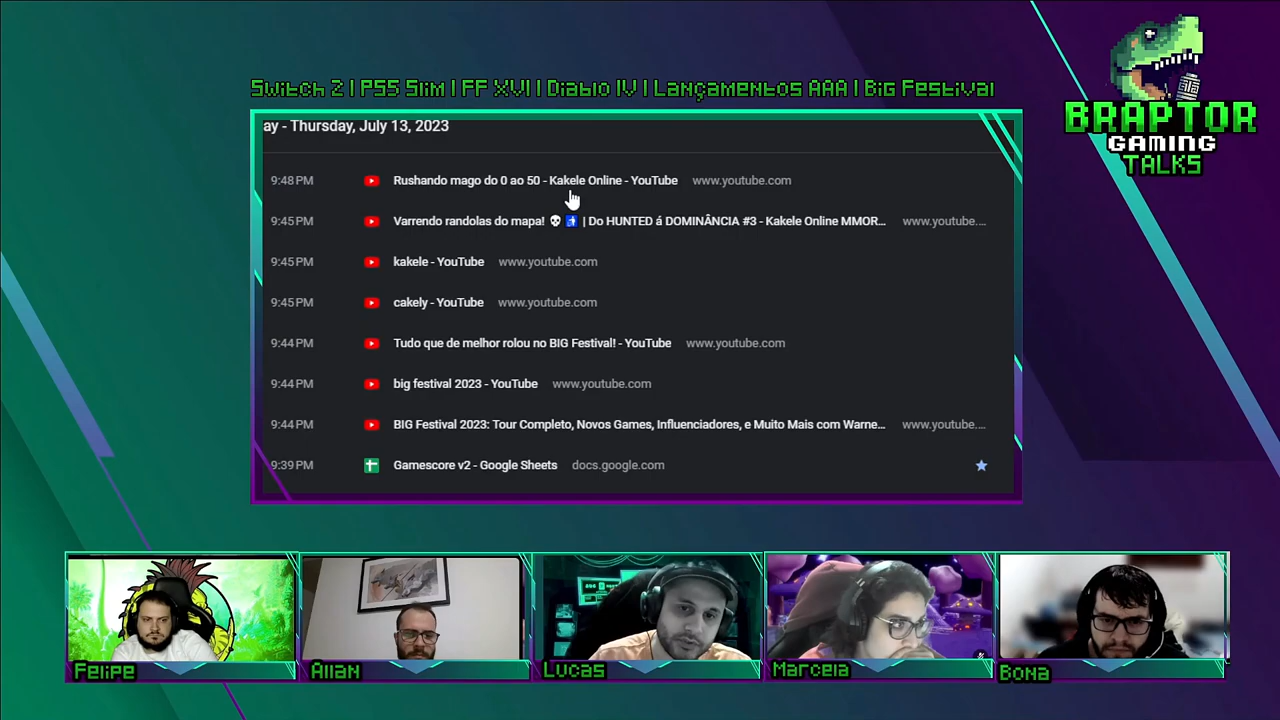 Switch 2 | PS5 Slim | FF XVI | Diablo IV | Lançamentos AAA | Big Festival
BRAPTOR
GAMING
TALKS
ay - Thursday, July 13, 2023
9:48 PM Rushando mago do 0 ao 50 - Kakele Online - YouTube www.youtube.com
9:45 PM Varrendo randolas do mapa! 💀 🚮 | Do HUNTED á DOMINÂNCIA #3 - Kakele Online MMOR... www.youtube....
9:45 PM kakele - YouTube www.youtube.com
9:45 PM cakely - YouTube www.youtube.com
9:44 PM Tudo que de melhor rolou no BIG Festival! - YouTube www.youtube.com
9:44 PM big festival 2023 - YouTube www.youtube.com
9:44 PM BIG Festival 2023: Tour Completo, Novos Games, Influenciadores, e Muito Mais com Warne... www.youtube....
9:39 PM Gamescore v2 - Google Sheets docs.google.com
Felipe
Allan
Lucas
Marcela
Bona